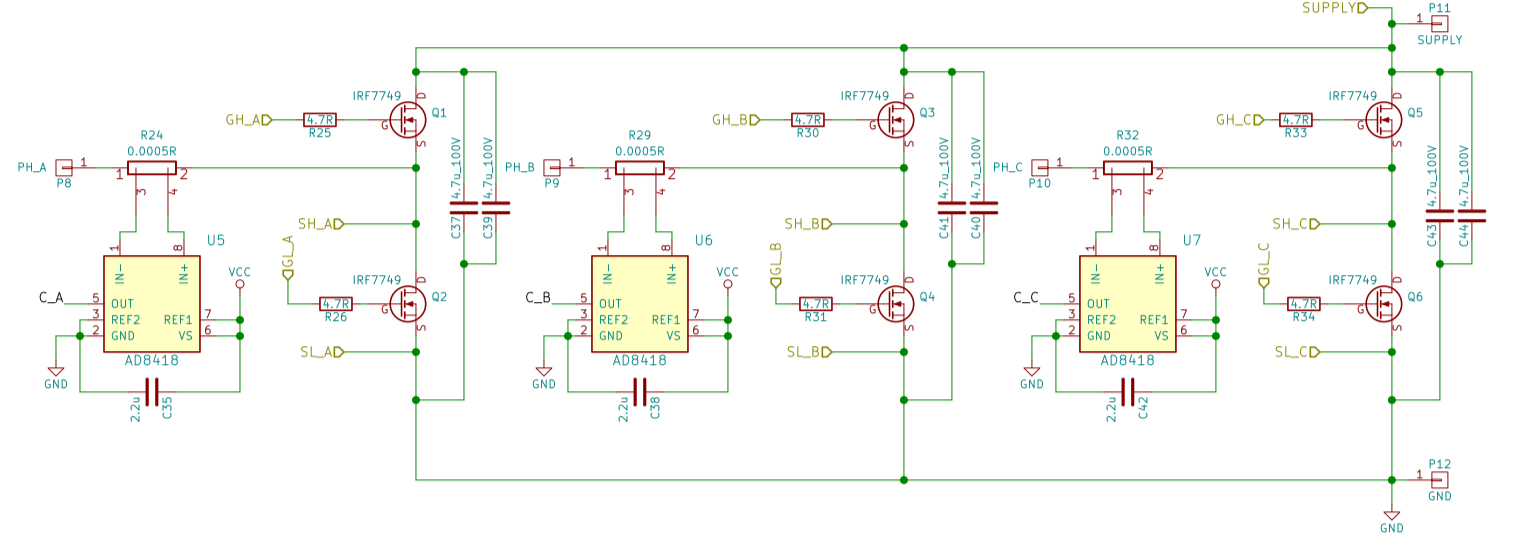 SUPPLY
P11
1
SUPPLY
IRF7749
D
Q1
G
S
GH_A
4.7R
R25
R24
0.0005R
PH_A
1
P8
1
2
3
4
4.7u_100V
4.7u_100V
C37
C39
SH_A
GL_A
U5
1
8
IN-
IN+
VCC
C_A
5
OUT
3
REF2
REF1
7
2
GND
VS
6
AD8418
GND
2.2u
C35
IRF7749
D
Q2
G
S
4.7R
R26
SL_A
IRF7749
D
Q3
G
S
GH_B
4.7R
R30
R29
0.0005R
PH_B
1
P9
1
2
3
4
4.7u_100V
4.7u_100V
C41
C40
SH_B
GL_B
U6
1
8
IN-
IN+
VCC
C_B
5
OUT
3
REF2
REF1
7
2
GND
VS
6
AD8418
GND
2.2u
C38
IRF7749
D
Q4
G
S
4.7R
R31
SL_B
IRF7749
D
Q5
G
S
GH_C
4.7R
R33
R32
0.0005R
PH_C
1
P10
1
2
3
4
4.7u_100V
4.7u_100V
C43
C44
SH_C
GL_C
U7
1
8
IN-
IN+
VCC
C_C
5
OUT
3
REF2
REF1
7
2
GND
VS
6
AD8418
GND
2.2u
C42
IRF7749
D
Q6
G
S
4.7R
R34
SL_C
P12
1
GND
GND